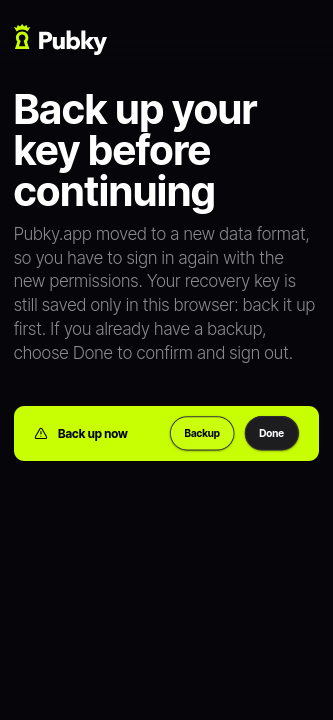 Pubky
Back up your
key before
continuing
Pubky.app moved to a new data format,
so you have to sign in again with the
new permissions. Your recovery key is
still saved only in this browser: back it up
first. If you already have a backup,
choose Done to confirm and sign out.
Back up now Backup Done